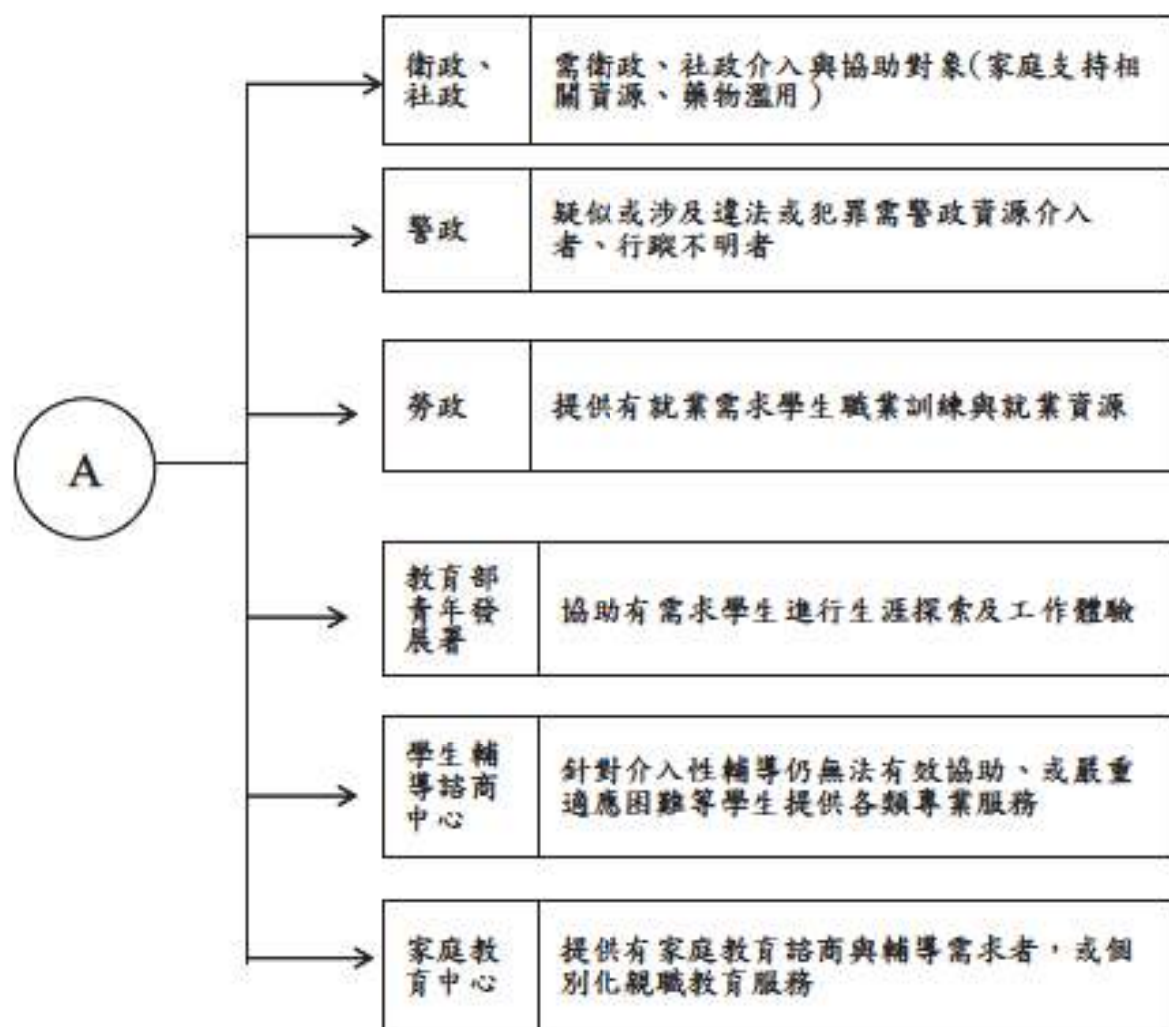 A
衛政、
社政
需衛政、社政介入與協助對象(家庭支持相
關資源、藥物濫用)
警政
疑似或涉及違法或犯罪需警政資源介入
者、行蹤不明者
勞政
提供有就業需求學生職業訓練與就業資源
教育部
青年發
展署
協助有需求學生進行生涯探索及工作體驗
學生輔
導諮商
中心
針對介入性輔導仍無法有效協助、或嚴重
適應困難等學生提供各類專業服務
家庭教
育中心
提供有家庭教育諮商與輔導需求者，或個
別化親職教育服務